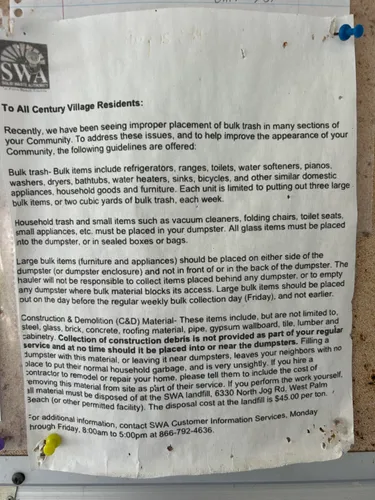 SWA
To All Century Village Residents:
Recently, we have been seeing improper placement of bulk trash in many sections of
your Community. To address these issues, and to help improve the appearance of your
Community, the following guidelines are offered:
Bulk trash- Bulk items include refrigerators, ranges, toilets, water softeners, pianos,
washers, dryers, bathtubs, water heaters, sinks, bicycles, and other similar domestic
appliances, household goods and furniture. Each unit is limited to putting out three large
bulk items, or two cubic yards of bulk trash, each week.
Household trash and small items such as vacuum cleaners, folding chairs, toilet seats,
small appliances, etc. must be placed in your dumpster. All glass items must be placed
into the dumpster, or in sealed boxes or bags.
Large bulk items (furniture and appliances) should be placed on either side of the
dumpster (or dumpster enclosure) and not in front of or in the back of the dumpster. The
hauler will not be responsible to collect items placed behind any dumpster, or to empty
any dumpster where bulk material blocks its access. Large bulk items should be placed
out on the day before the regular weekly bulk collection day (Friday), and not earlier.
Construction & Demolition (C&D) Material- These items include, but are not limited to,
steel, glass, brick, concrete, roofing material, pipe, gypsum wallboard, tile, lumber and
cabinetry. Collection of construction debris is not provided as part of your regular
service and at no time should it be placed into or near the dumpsters. Filling a
dumpster with this material, or leaving it near dumpsters, leaves your neighbors with no
place to put their normal household garbage, and is very unsightly. If you hire a
contractor to remodel or repair your home, please tell them to include the cost of
removing this material from site as part of their service. If you perform the work yourself,
all material must be disposed of at the SWA landfill, 6330 North Jog Rd, West Palm
Beach (or other permitted facility). The disposal cost at the landfill is $45.00 per ton.
For additional information, contact SWA Customer Information Services, Monday
through Friday, 8:00am to 5:00pm at 866-792-4636.